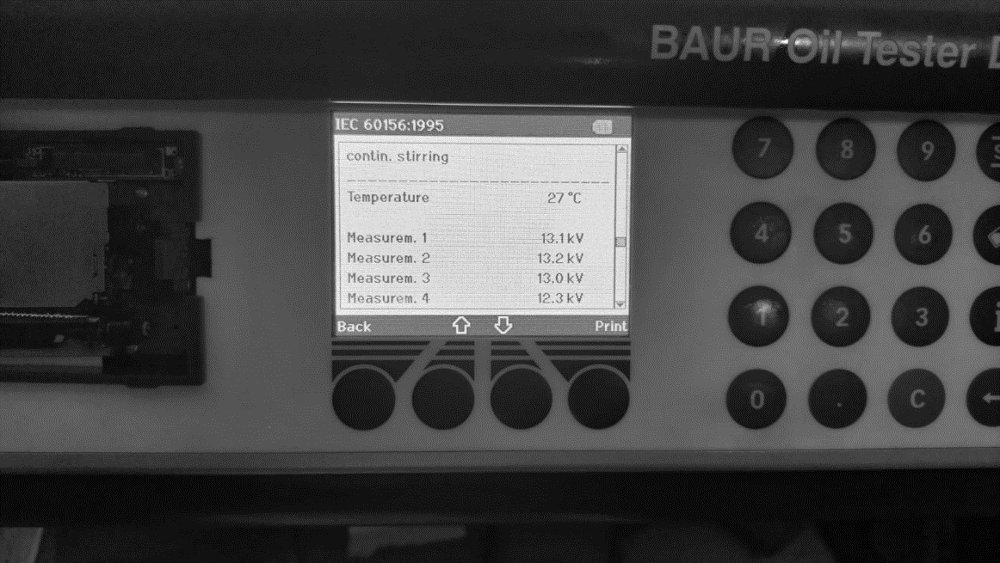 BAUR Oil Tester
IEC 60156:1995
contin. stirring
Temperature 27 °C
Measurem. 1 13.1 kV
Measurem. 2 13.2 kV
Measurem. 3 13.0 kV
Measurem. 4 12.3 kV
Back Print
7 8 9
4 5 6
1 2 3
0 . C